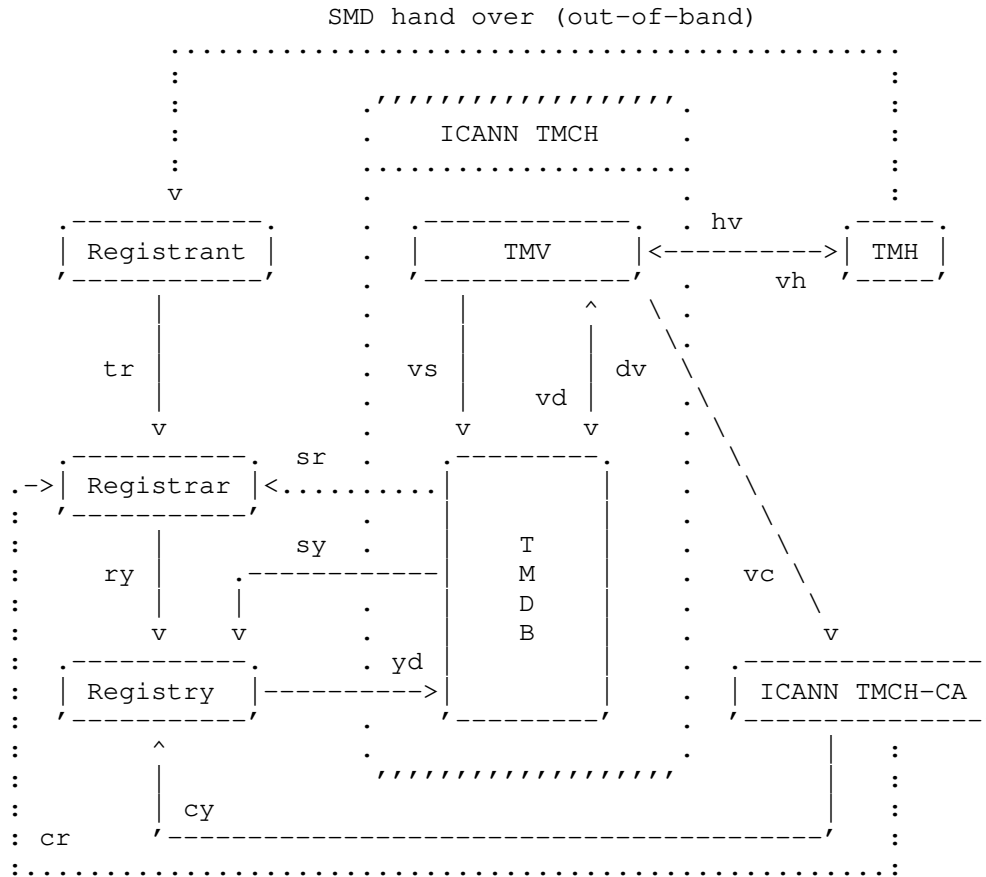 SMD hand over (out-of-band)
ICANN TMCH
hv
Registrant
TMV
TMH
vh
tr
vs
dv
vd
v
v
v
v
sr
Registrar
sy
T
ry
M
vc
D
v
v
B
v
yd
Registry
ICANN TMCH-CA
cy
cr